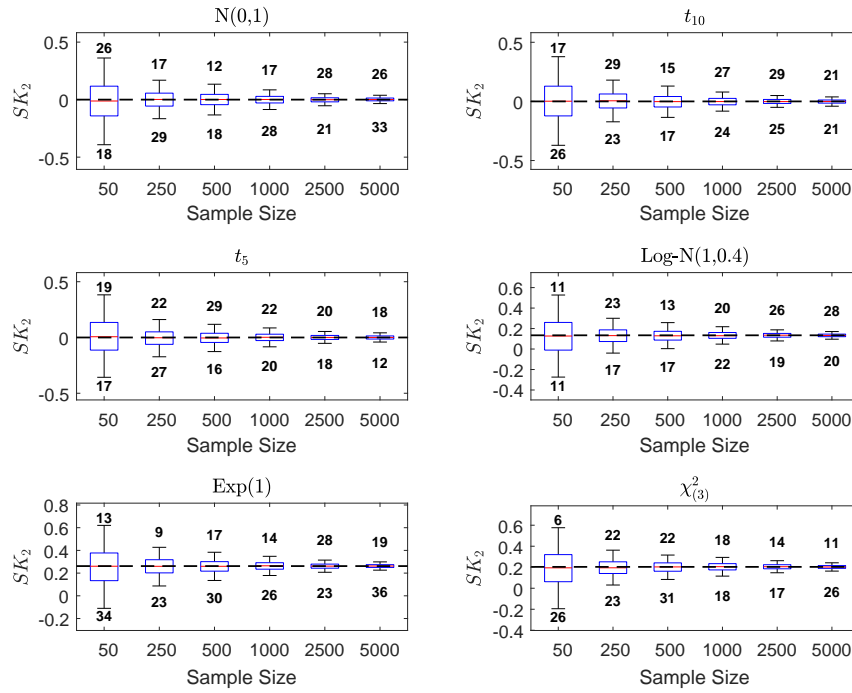 N(0,1)
0.5
0
-0.5
SK₂
26 17 12 17 28 26
18 29 18 28 21 33
50 250 500 1000 2500 5000
Sample Size
t₁₀
0.5
0
-0.5
SK₂
17 29 15 27 29 21
26 23 17 24 25 21
50 250 500 1000 2500 5000
Sample Size
t₅
0.5
0
-0.5
SK₂
19 22 29 22 20 18
17 27 16 20 18 12
50 250 500 1000 2500 5000
Sample Size
Log-N(1,0.4)
0.6
0.4
0.2
0
-0.2
-0.4
SK₂
11 23 13 20 26 28
11 17 17 22 19 20
50 250 500 1000 2500 5000
Sample Size
Exp(1)
0.8
0.6
0.4
0.2
0
-0.2
SK₂
13 9 17 14 28 19
34 23 30 26 23 36
50 250 500 1000 2500 5000
Sample Size
χ²₍₃₎
0.6
0.4
0.2
0
-0.2
-0.4
SK₂
6 22 22 18 14 11
26 23 31 18 17 26
50 250 500 1000 2500 5000
Sample Size